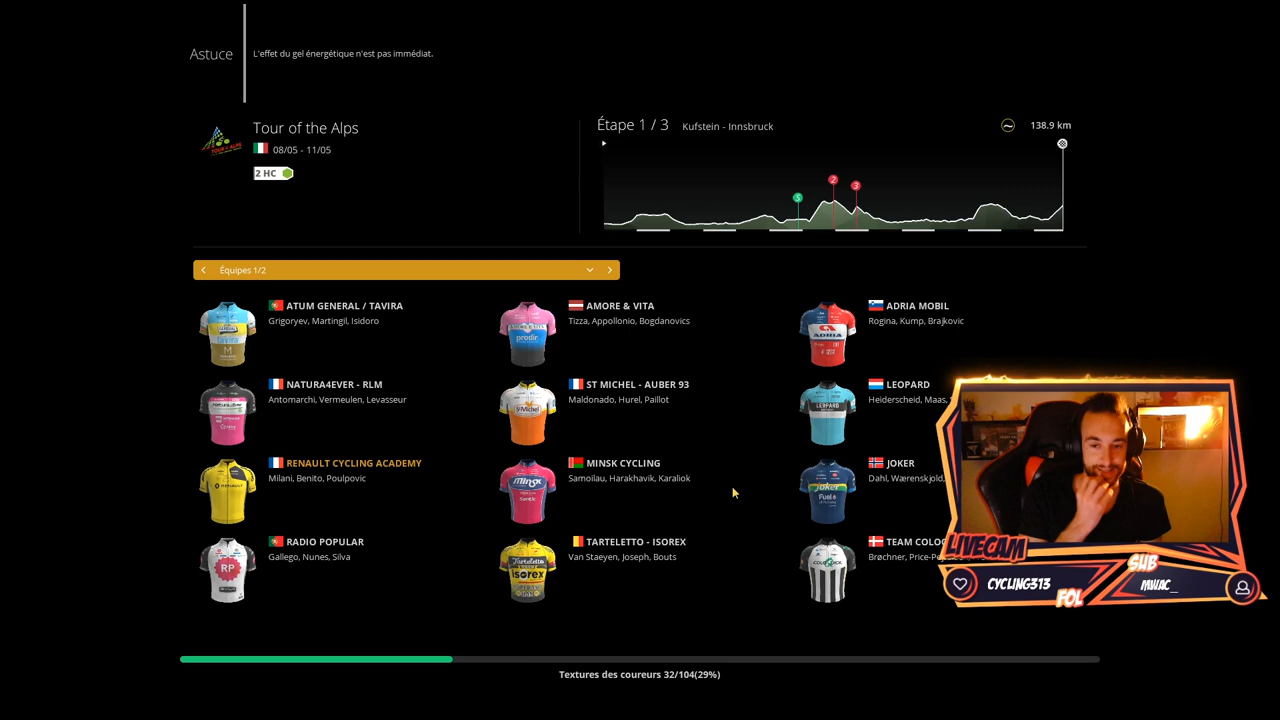 Astuce
L'effet du gel énergétique n'est pas immédiat.
Tour of the Alps
08/05 - 11/05
2 HC
Étape 1 / 3 Kufstein - Innsbruck
138.9 km
S 2 3
Équipes 1/2
ATUM GENERAL / TAVIRA
Grigoryev, Martingil, Isidoro
AMORE & VITA
Tizza, Appollonio, Bogdanovics
ADRIA MOBIL
Rogina, Kump, Brajkovic
NATURA4EVER - RLM
Antomarchi, Vermeulen, Levasseur
ST MICHEL - AUBER 93
Maldonado, Hurel, Paillot
LEOPARD
Heiderscheid, Maas,
RENAULT CYCLING ACADEMY
Milani, Benito, Poulpovic
MINSK CYCLING
Samoilau, Harakhavik, Karaliok
JOKER
Dahl, Wærenskjold,
RADIO POPULAR
Gallego, Nunes, Silva
TARTELETTO - ISOREX
Van Staeyen, Joseph, Bouts
TEAM COLO
Brøchner, Price-Pe
LIVECAM
CYCLING313
FOL
SUB
MWAC_
Textures des coureurs 32/104(29%)